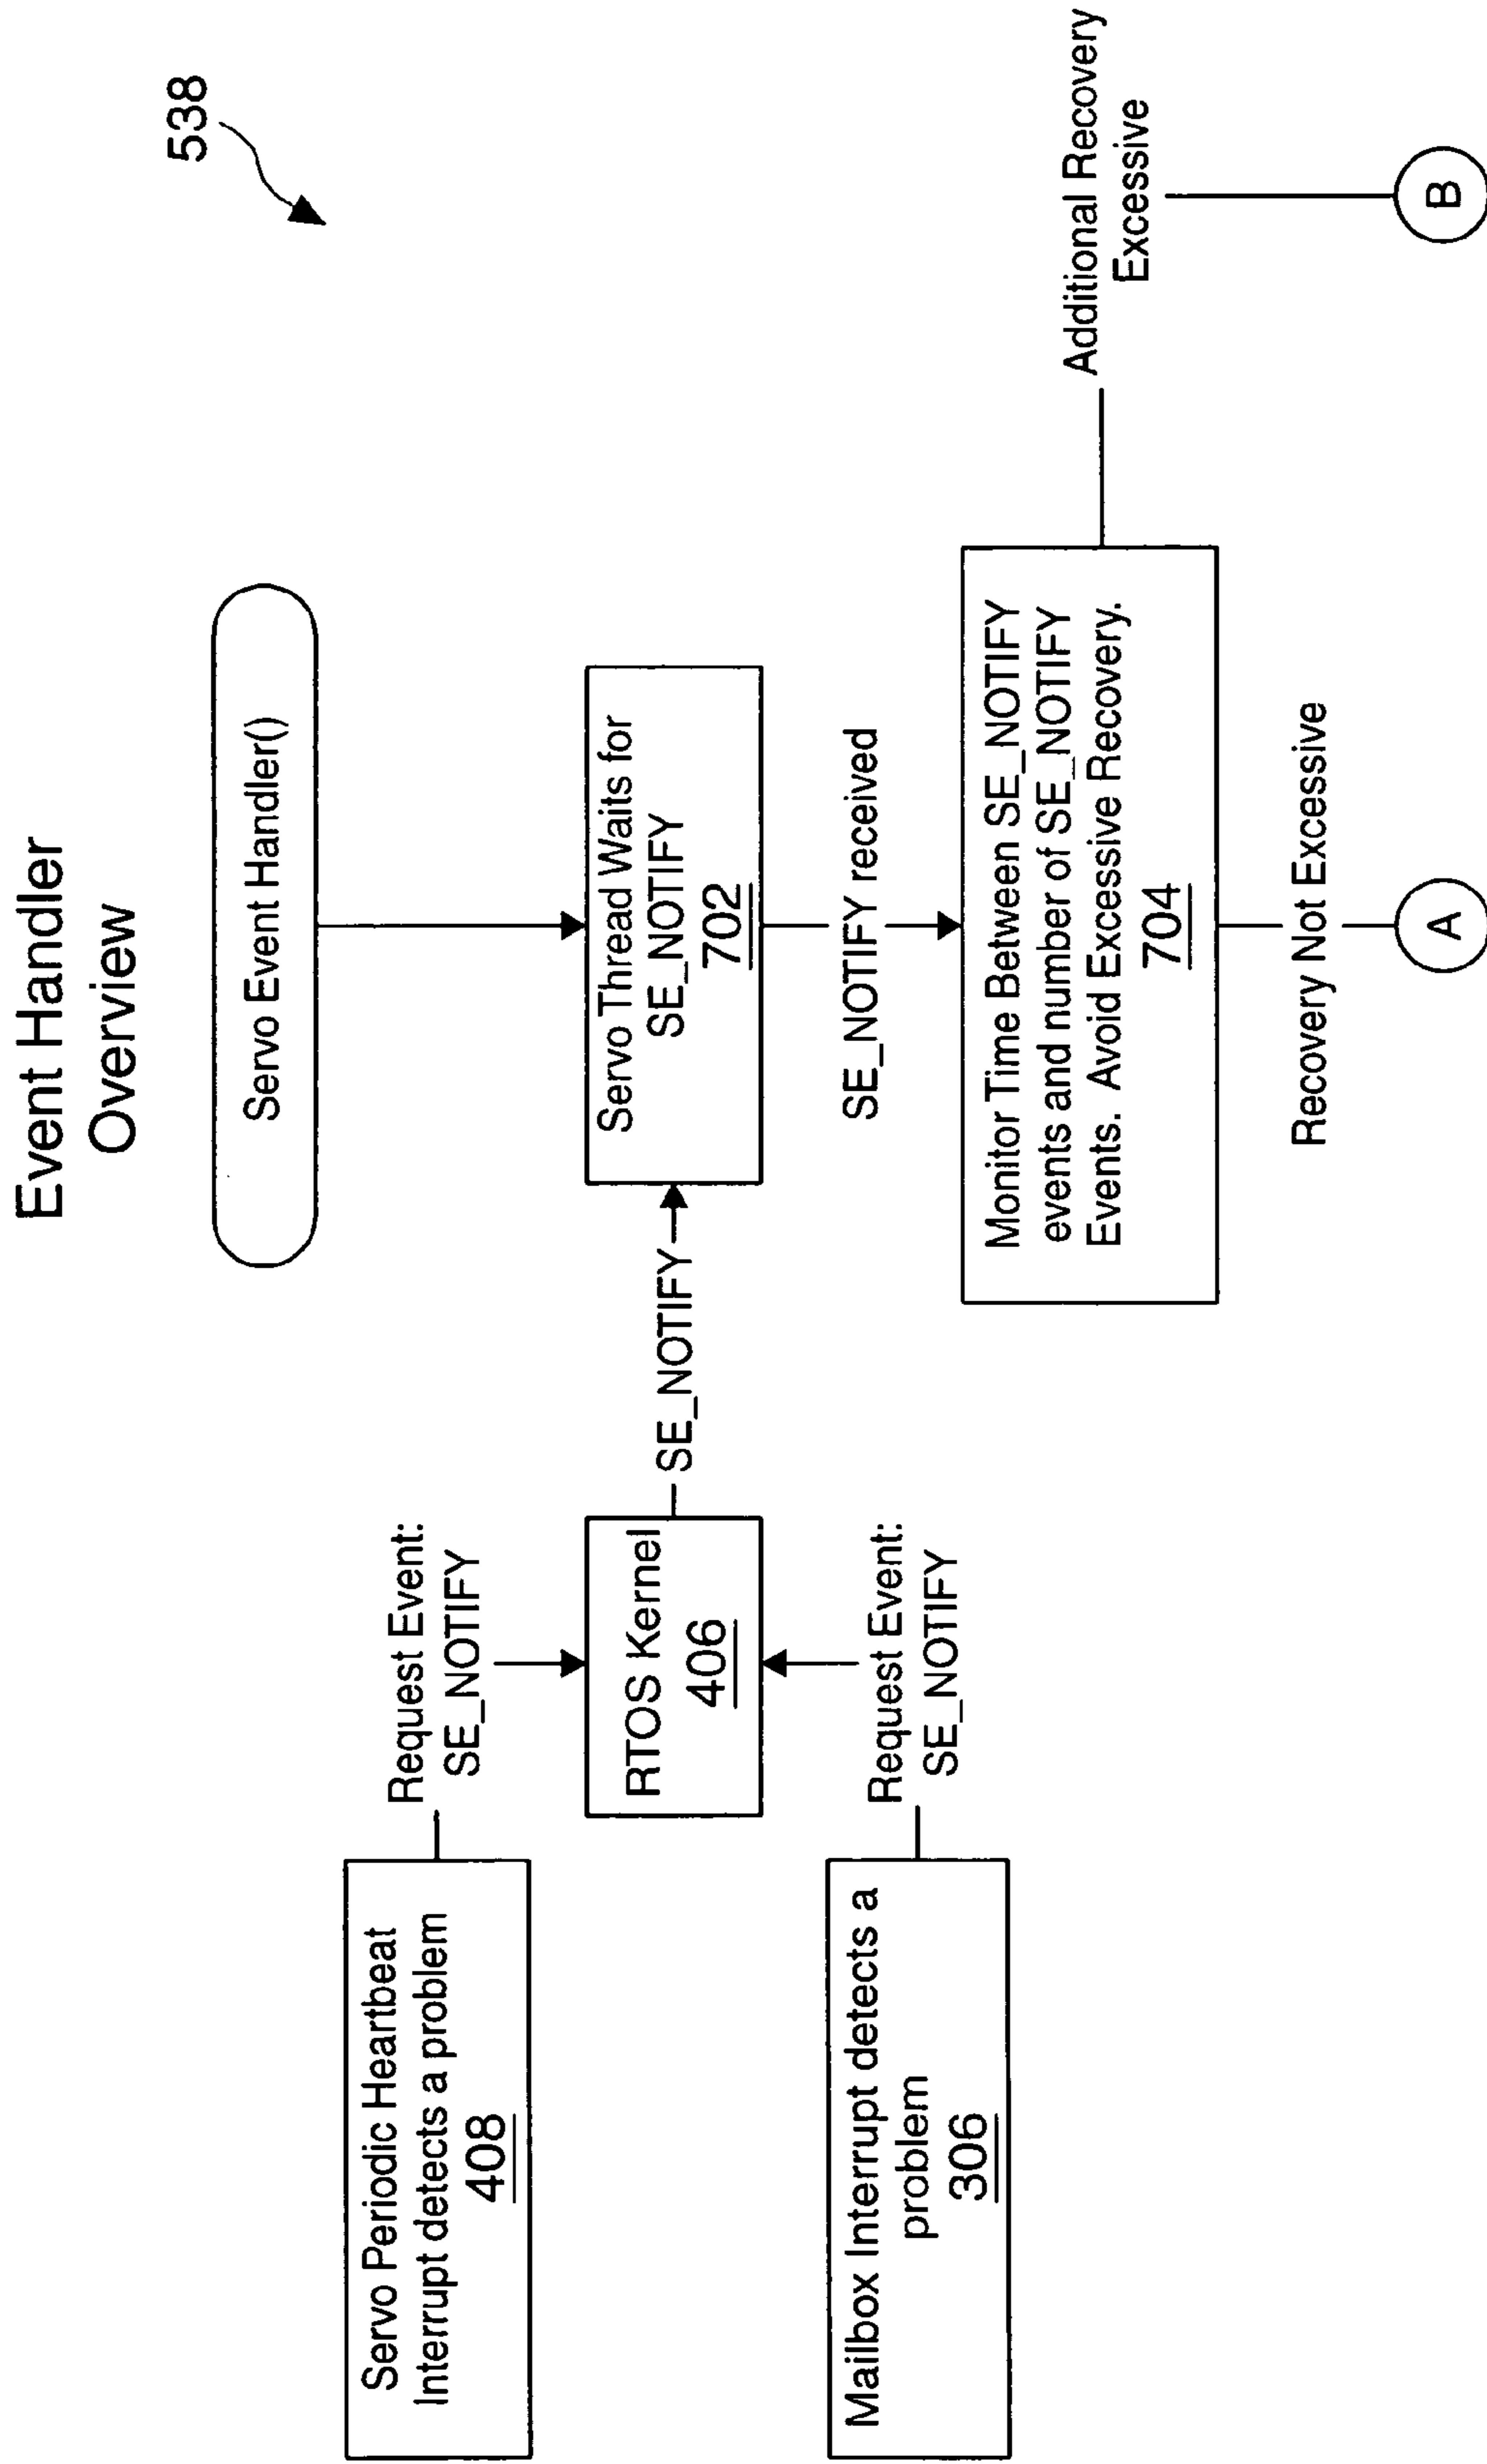 Event Handler
Overview
538
Servo Event Handler()
Servo Periodic Heartbeat
Interrupt detects a problem
408
Request Event:
SE_NOTIFY
RTOS Kernel
406
SE_NOTIFY
Servo Thread Waits for
SE_NOTIFY
702
Mailbox Interrupt detects a
problem
306
Request Event:
SE_NOTIFY
SE_NOTIFY received
Monitor Time Between SE_NOTIFY
events and number of SE_NOTIFY
Events. Avoid Excessive Recovery.
704
Additional Recovery
Excessive
Recovery Not Excessive
A
B